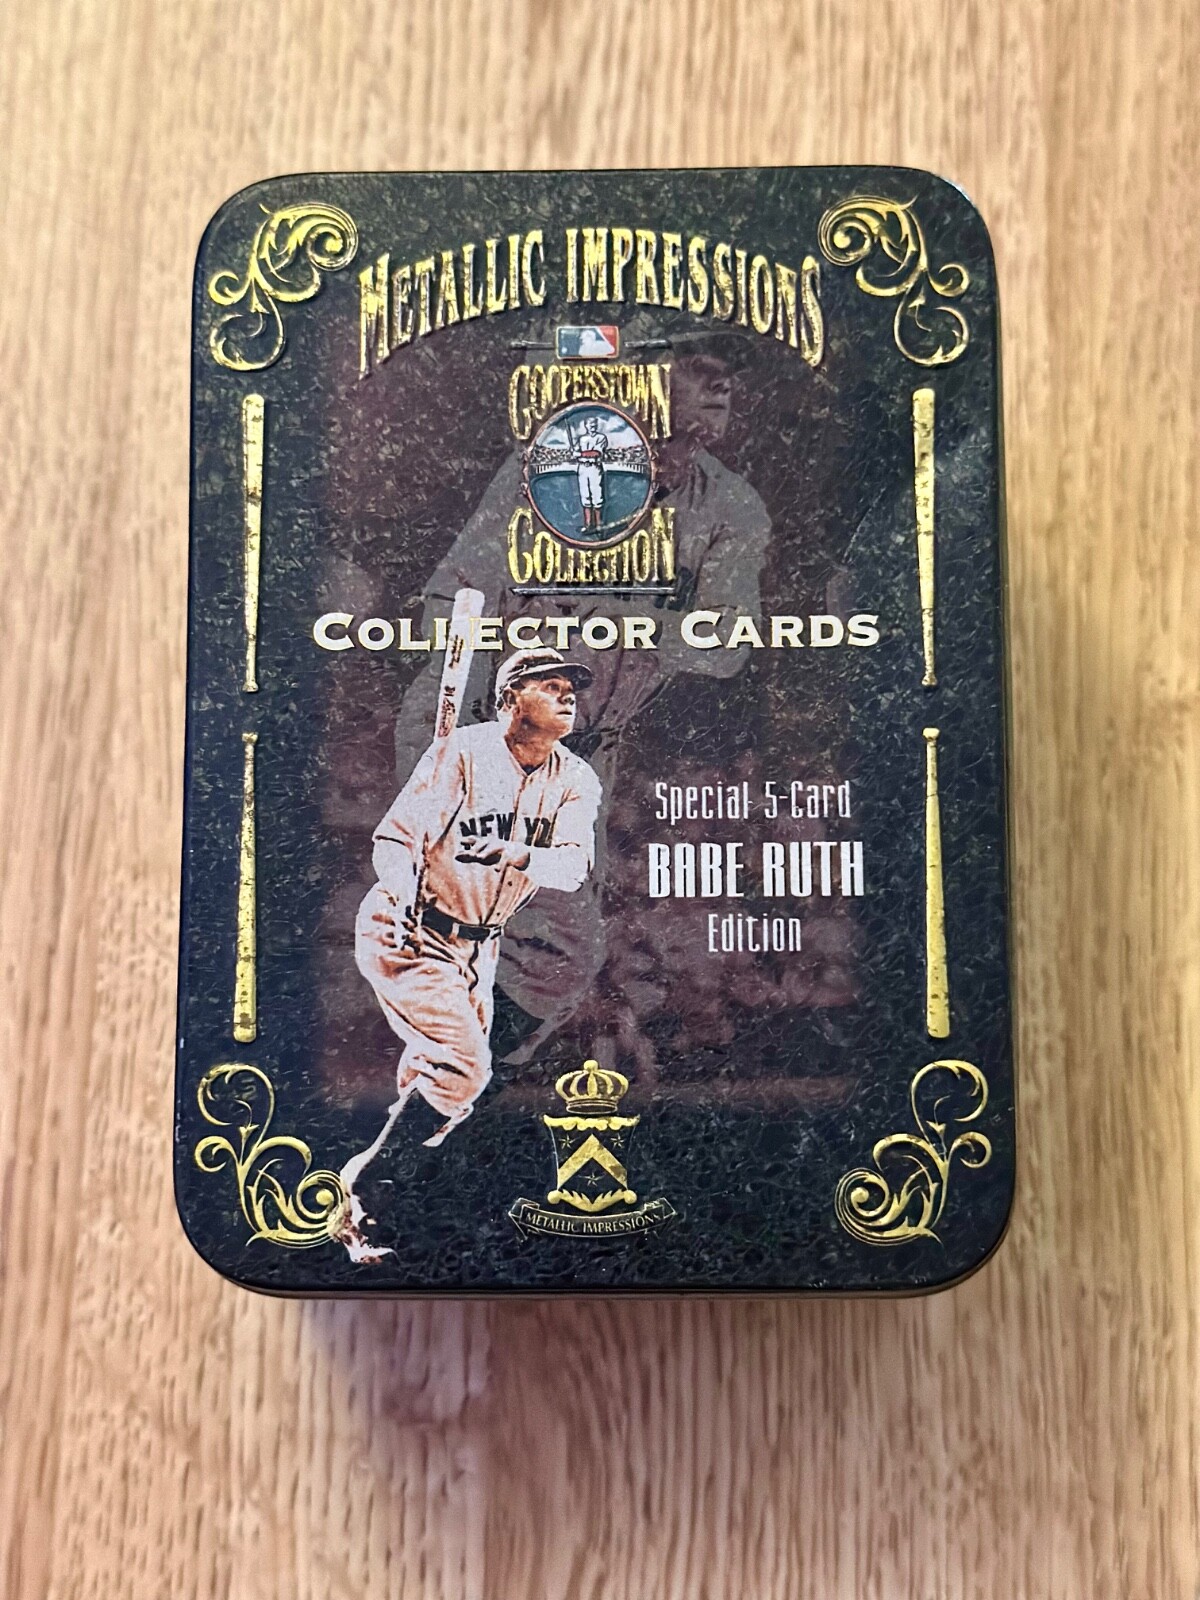 METALLIC IMPRESSIONS
COOPERSTOWN
COLLECTION
COLLECTOR CARDS
NEW YO
Special 5-Card
BABE RUTH
Edition
METALLIC IMPRESSIONS